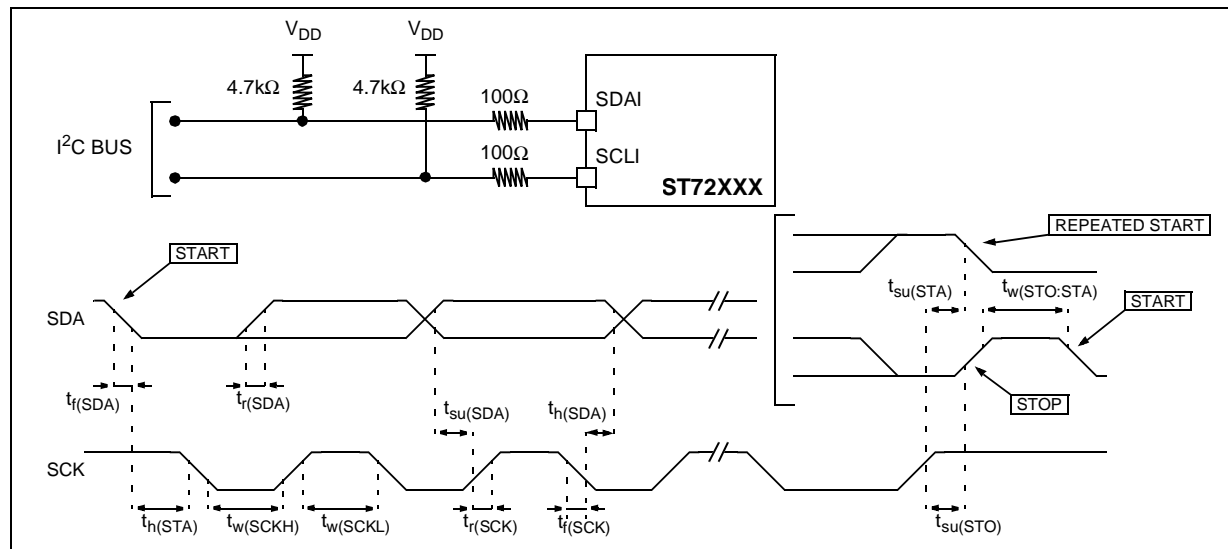 VDD VDD
4.7kΩ 4.7kΩ
100Ω
SDAI
I²C BUS
100Ω
SCLI
ST72XXX
REPEATED START
START
tsu(STA) tw(STO:STA)
START
SDA
tf(SDA) tr(SDA)
tsu(SDA) th(SDA)
STOP
SCK
th(STA) tw(SCKH) tw(SCKL) tr(SCK) tf(SCK)
tsu(STO)